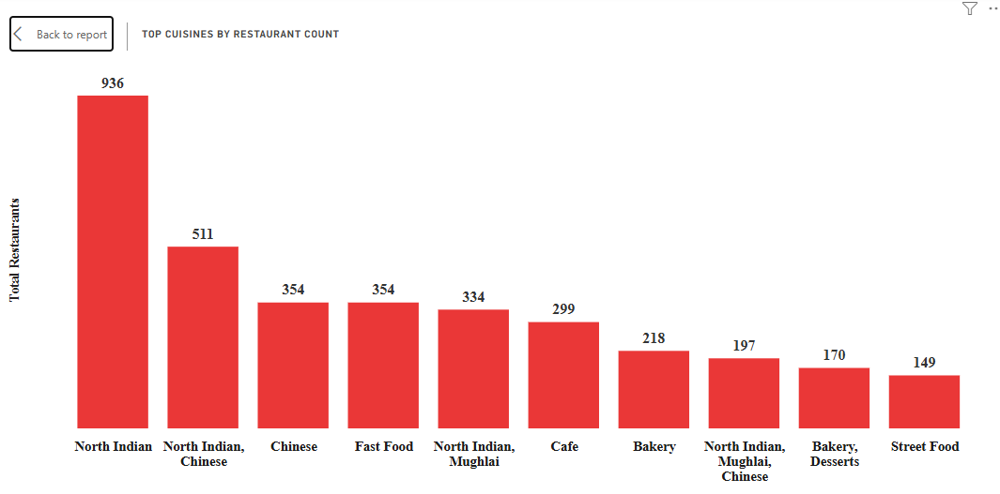 Back to report
TOP CUISINES BY RESTAURANT COUNT
Total Restaurants
936
511
354
354
334
299
218
197
170
149
North Indian
North Indian,
Chinese
Chinese
Fast Food
North Indian,
Mughlai
Cafe
Bakery
North Indian,
Mughlai,
Chinese
Bakery,
Desserts
Street Food